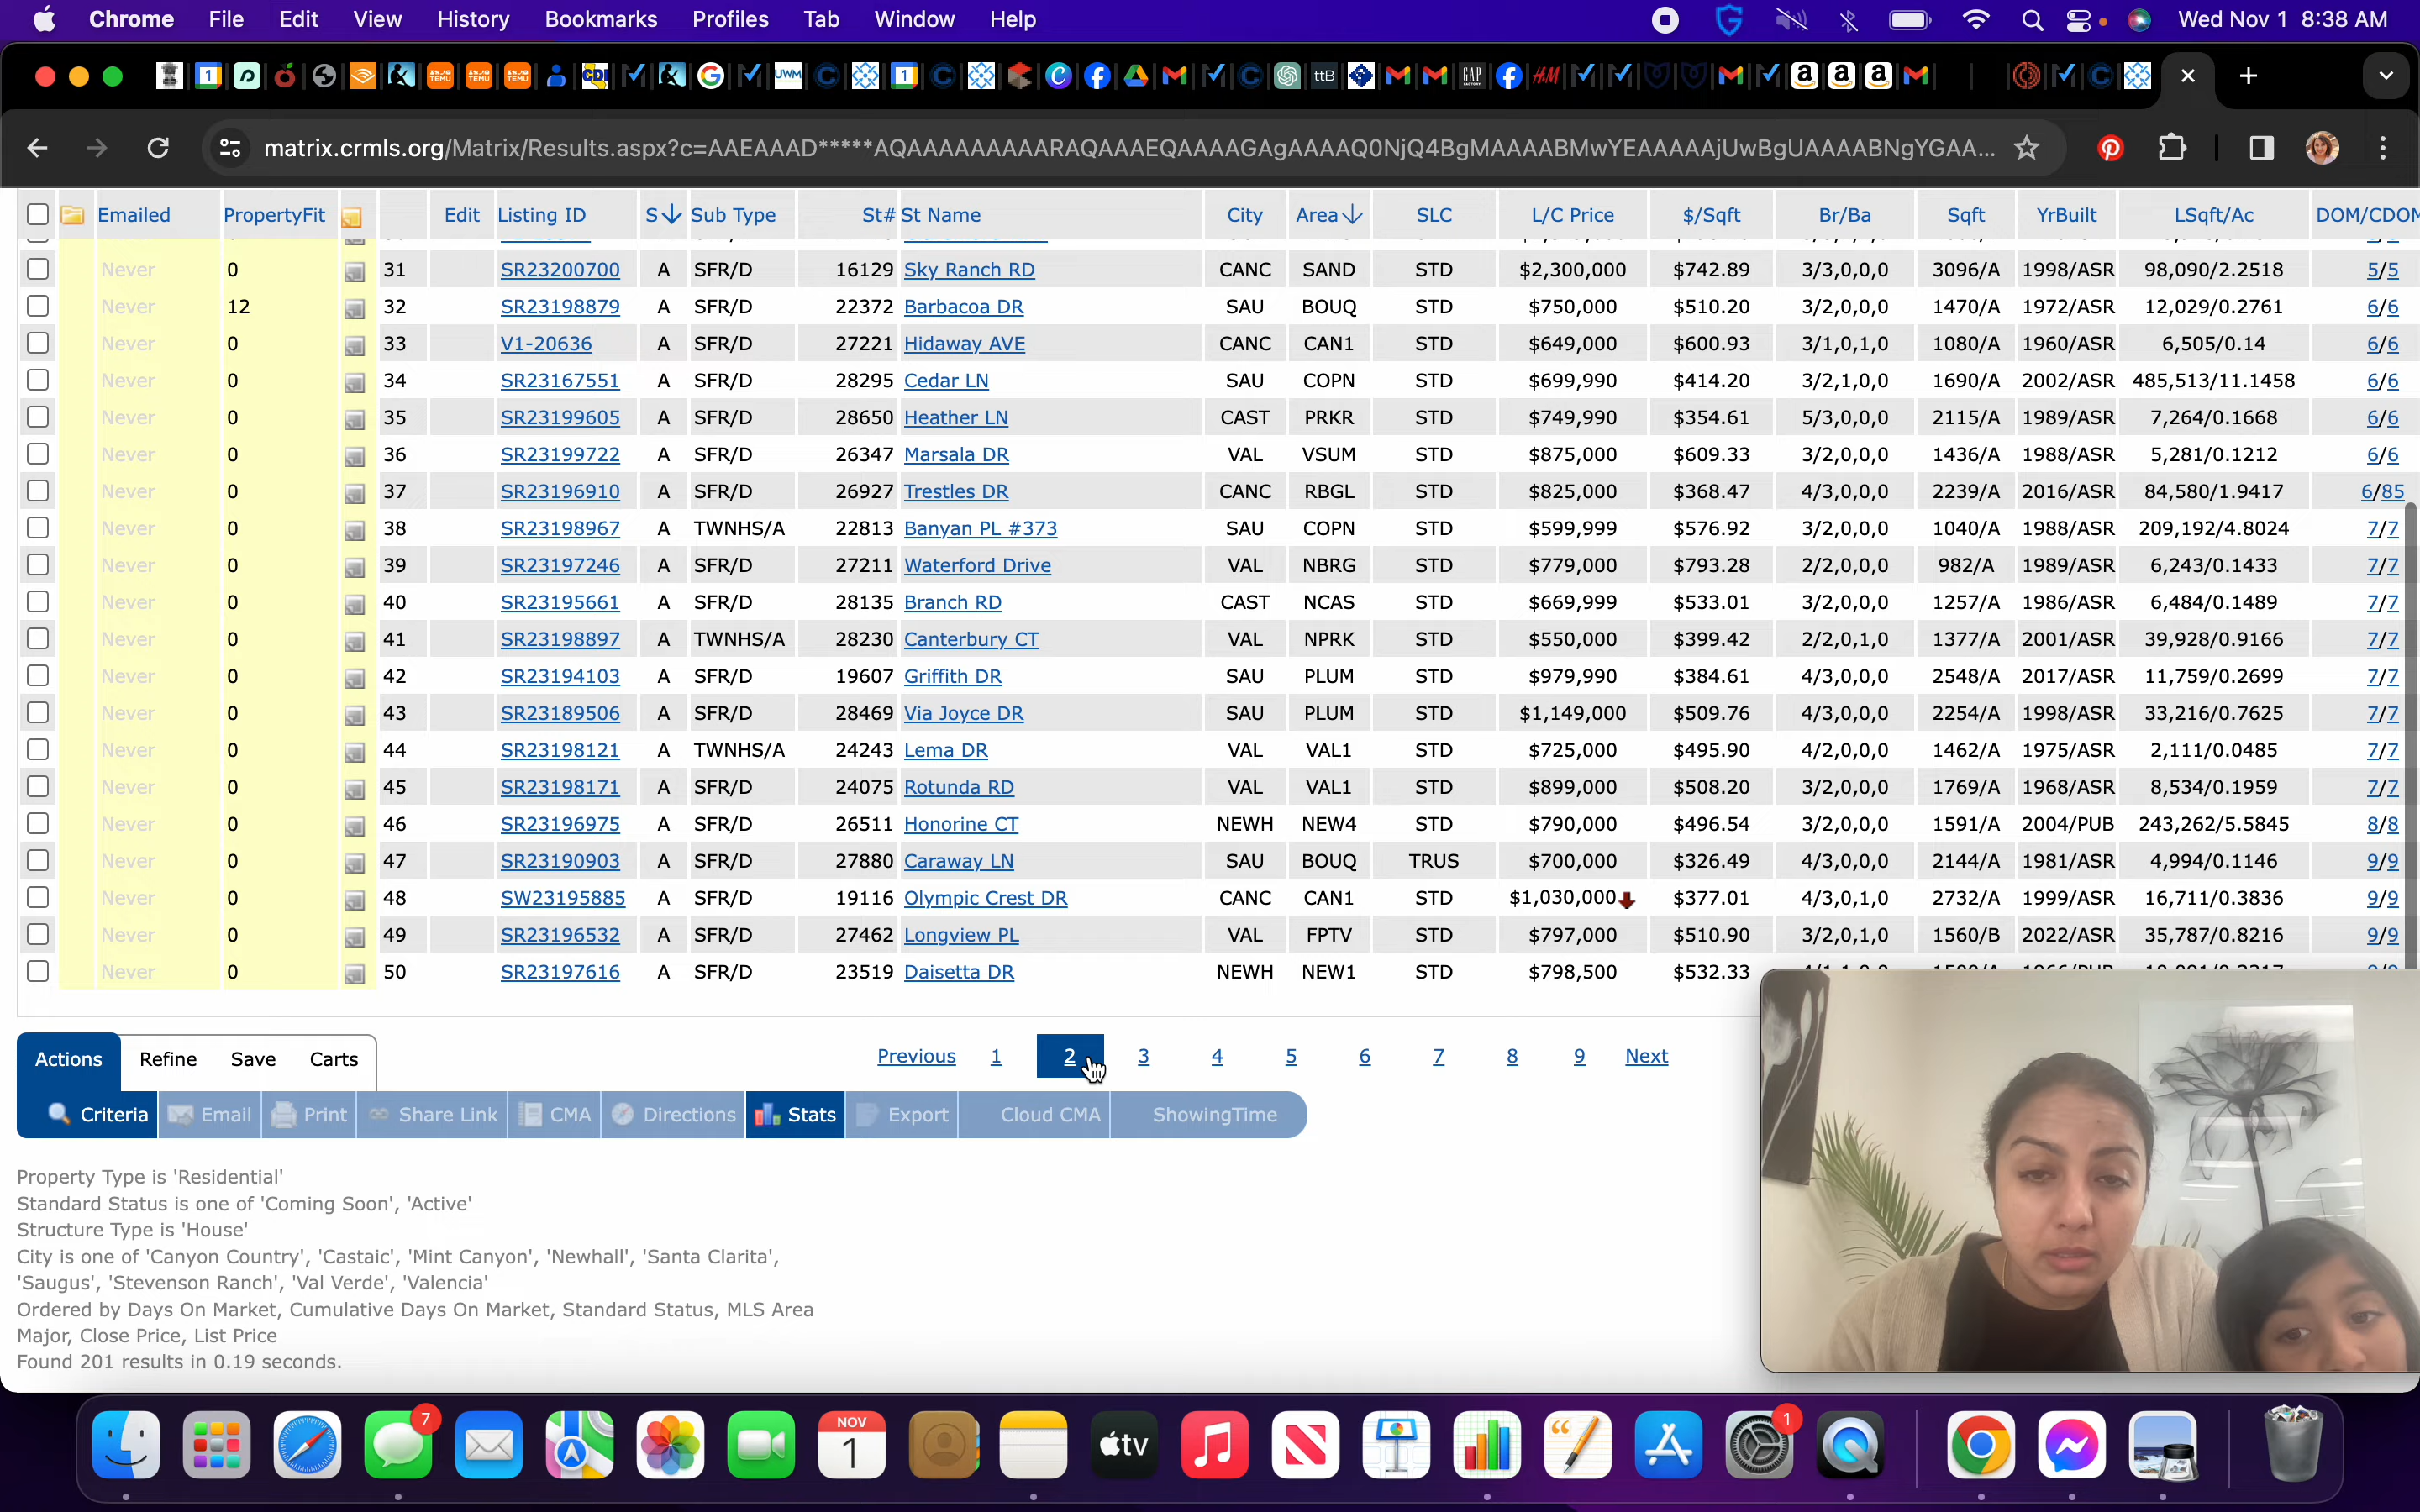 Chrome File Edit View History Bookmarks Profiles Tab Window Help Wed Nov 1 8:38 AM
matrix.crmls.org/Matrix/Results.aspx?c=AAEAAAD*****AQAAAAAAAAARAQAAAEQAAAAGAgAAAAQ0NjQ4BgMAAAABMwYEAAAAAjUwBgUAAAABNgYGAA...
Emailed PropertyFit Edit Listing ID S Sub Type St# St Name City Area SLC L/C Price $/Sqft Br/Ba Sqft YrBuilt LSqft/Ac DOM/CDOM
Never 0 31 SR23200700 A SFR/D 16129 Sky Ranch RD CANC SAND STD $2,300,000 $742.89 3/3,0,0,0 3096/A 1998/ASR 98,090/2.2518 5/5
Never 12 32 SR23198879 A SFR/D 22372 Barbacoa DR SAU BOUQ STD $750,000 $510.20 3/2,0,0,0 1470/A 1972/ASR 12,029/0.2761 6/6
Never 0 33 V1-20636 A SFR/D 27221 Hidaway AVE CANC CAN1 STD $649,000 $600.93 3/1,0,1,0 1080/A 1960/ASR 6,505/0.14 6/6
Never 0 34 SR23167551 A SFR/D 28295 Cedar LN SAU COPN STD $699,990 $414.20 3/2,1,0,0 1690/A 2002/ASR 485,513/11.1458 6/6
Never 0 35 SR23199605 A SFR/D 28650 Heather LN CAST PRKR STD $749,990 $354.61 5/3,0,0,0 2115/A 1989/ASR 7,264/0.1668 6/6
Never 0 36 SR23199722 A SFR/D 26347 Marsala DR VAL VSUM STD $875,000 $609.33 3/2,0,0,0 1436/A 1988/ASR 5,281/0.1212 6/6
Never 0 37 SR23196910 A SFR/D 26927 Trestles DR CANC RBGL STD $825,000 $368.47 4/3,0,0,0 2239/A 2016/ASR 84,580/1.9417 6/85
Never 0 38 SR23198967 A TWNHS/A 22813 Banyan PL #373 SAU COPN STD $599,999 $576.92 3/2,0,0,0 1040/A 1988/ASR 209,192/4.8024 7/7
Never 0 39 SR23197246 A SFR/D 27211 Waterford Drive VAL NBRG STD $779,000 $793.28 2/2,0,0,0 982/A 1989/ASR 6,243/0.1433 7/7
Never 0 40 SR23195661 A SFR/D 28135 Branch RD CAST NCAS STD $669,999 $533.01 3/2,0,0,0 1257/A 1986/ASR 6,484/0.1489 7/7
Never 0 41 SR23198897 A TWNHS/A 28230 Canterbury CT VAL NPRK STD $550,000 $399.42 2/2,0,1,0 1377/A 2001/ASR 39,928/0.9166 7/7
Never 0 42 SR23194103 A SFR/D 19607 Griffith DR SAU PLUM STD $979,990 $384.61 4/3,0,0,0 2548/A 2017/ASR 11,759/0.2699 7/7
Never 0 43 SR23189506 A SFR/D 28469 Via Joyce DR SAU PLUM STD $1,149,000 $509.76 4/3,0,0,0 2254/A 1998/ASR 33,216/0.7625 7/7
Never 0 44 SR23198121 A TWNHS/A 24243 Lema DR VAL VAL1 STD $725,000 $495.90 4/2,0,0,0 1462/A 1975/ASR 2,111/0.0485 7/7
Never 0 45 SR23198171 A SFR/D 24075 Rotunda RD VAL VAL1 STD $899,000 $508.20 3/2,0,0,0 1769/A 1968/ASR 8,534/0.1959 7/7
Never 0 46 SR23196975 A SFR/D 26511 Honorine CT NEWH NEW4 STD $790,000 $496.54 3/2,0,0,0 1591/A 2004/PUB 243,262/5.5845 8/8
Never 0 47 SR23190903 A SFR/D 27880 Caraway LN SAU BOUQ TRUS $700,000 $326.49 4/3,0,0,0 2144/A 1981/ASR 4,994/0.1146 9/9
Never 0 48 SW23195885 A SFR/D 19116 Olympic Crest DR CANC CAN1 STD $1,030,000 $377.01 4/3,0,1,0 2732/A 1999/ASR 16,711/0.3836 9/9
Never 0 49 SR23196532 A SFR/D 27462 Longview PL VAL FPTV STD $797,000 $510.90 3/2,0,1,0 1560/B 2022/ASR 35,787/0.8216 9/9
Never 0 50 SR23197616 A SFR/D 23519 Daisetta DR NEWH NEW1 STD $798,500 $532.33
Actions Refine Save Carts Previous 1 2 3 4 5 6 7 8 9 Next
Criteria Email Print Share Link CMA Directions Stats Export Cloud CMA ShowingTime
Property Type is 'Residential'
Standard Status is one of 'Coming Soon', 'Active'
Structure Type is 'House'
City is one of 'Canyon Country', 'Castaic', 'Mint Canyon', 'Newhall', 'Santa Clarita',
'Saugus', 'Stevenson Ranch', 'Val Verde', 'Valencia'
Ordered by Days On Market, Cumulative Days On Market, Standard Status, MLS Area
Major, Close Price, List Price
Found 201 results in 0.19 seconds.
7 NOV 1 tv 1